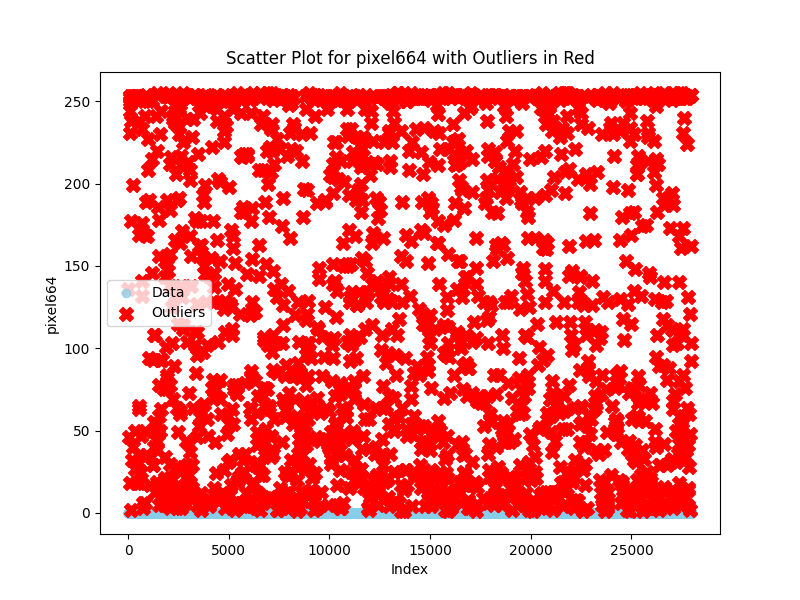 Scatter Plot for pixel664 with Outliers in Red
250
200
150
100
50
0
pixel664
Data
Outliers
0 5000 10000 15000 20000 25000
Index